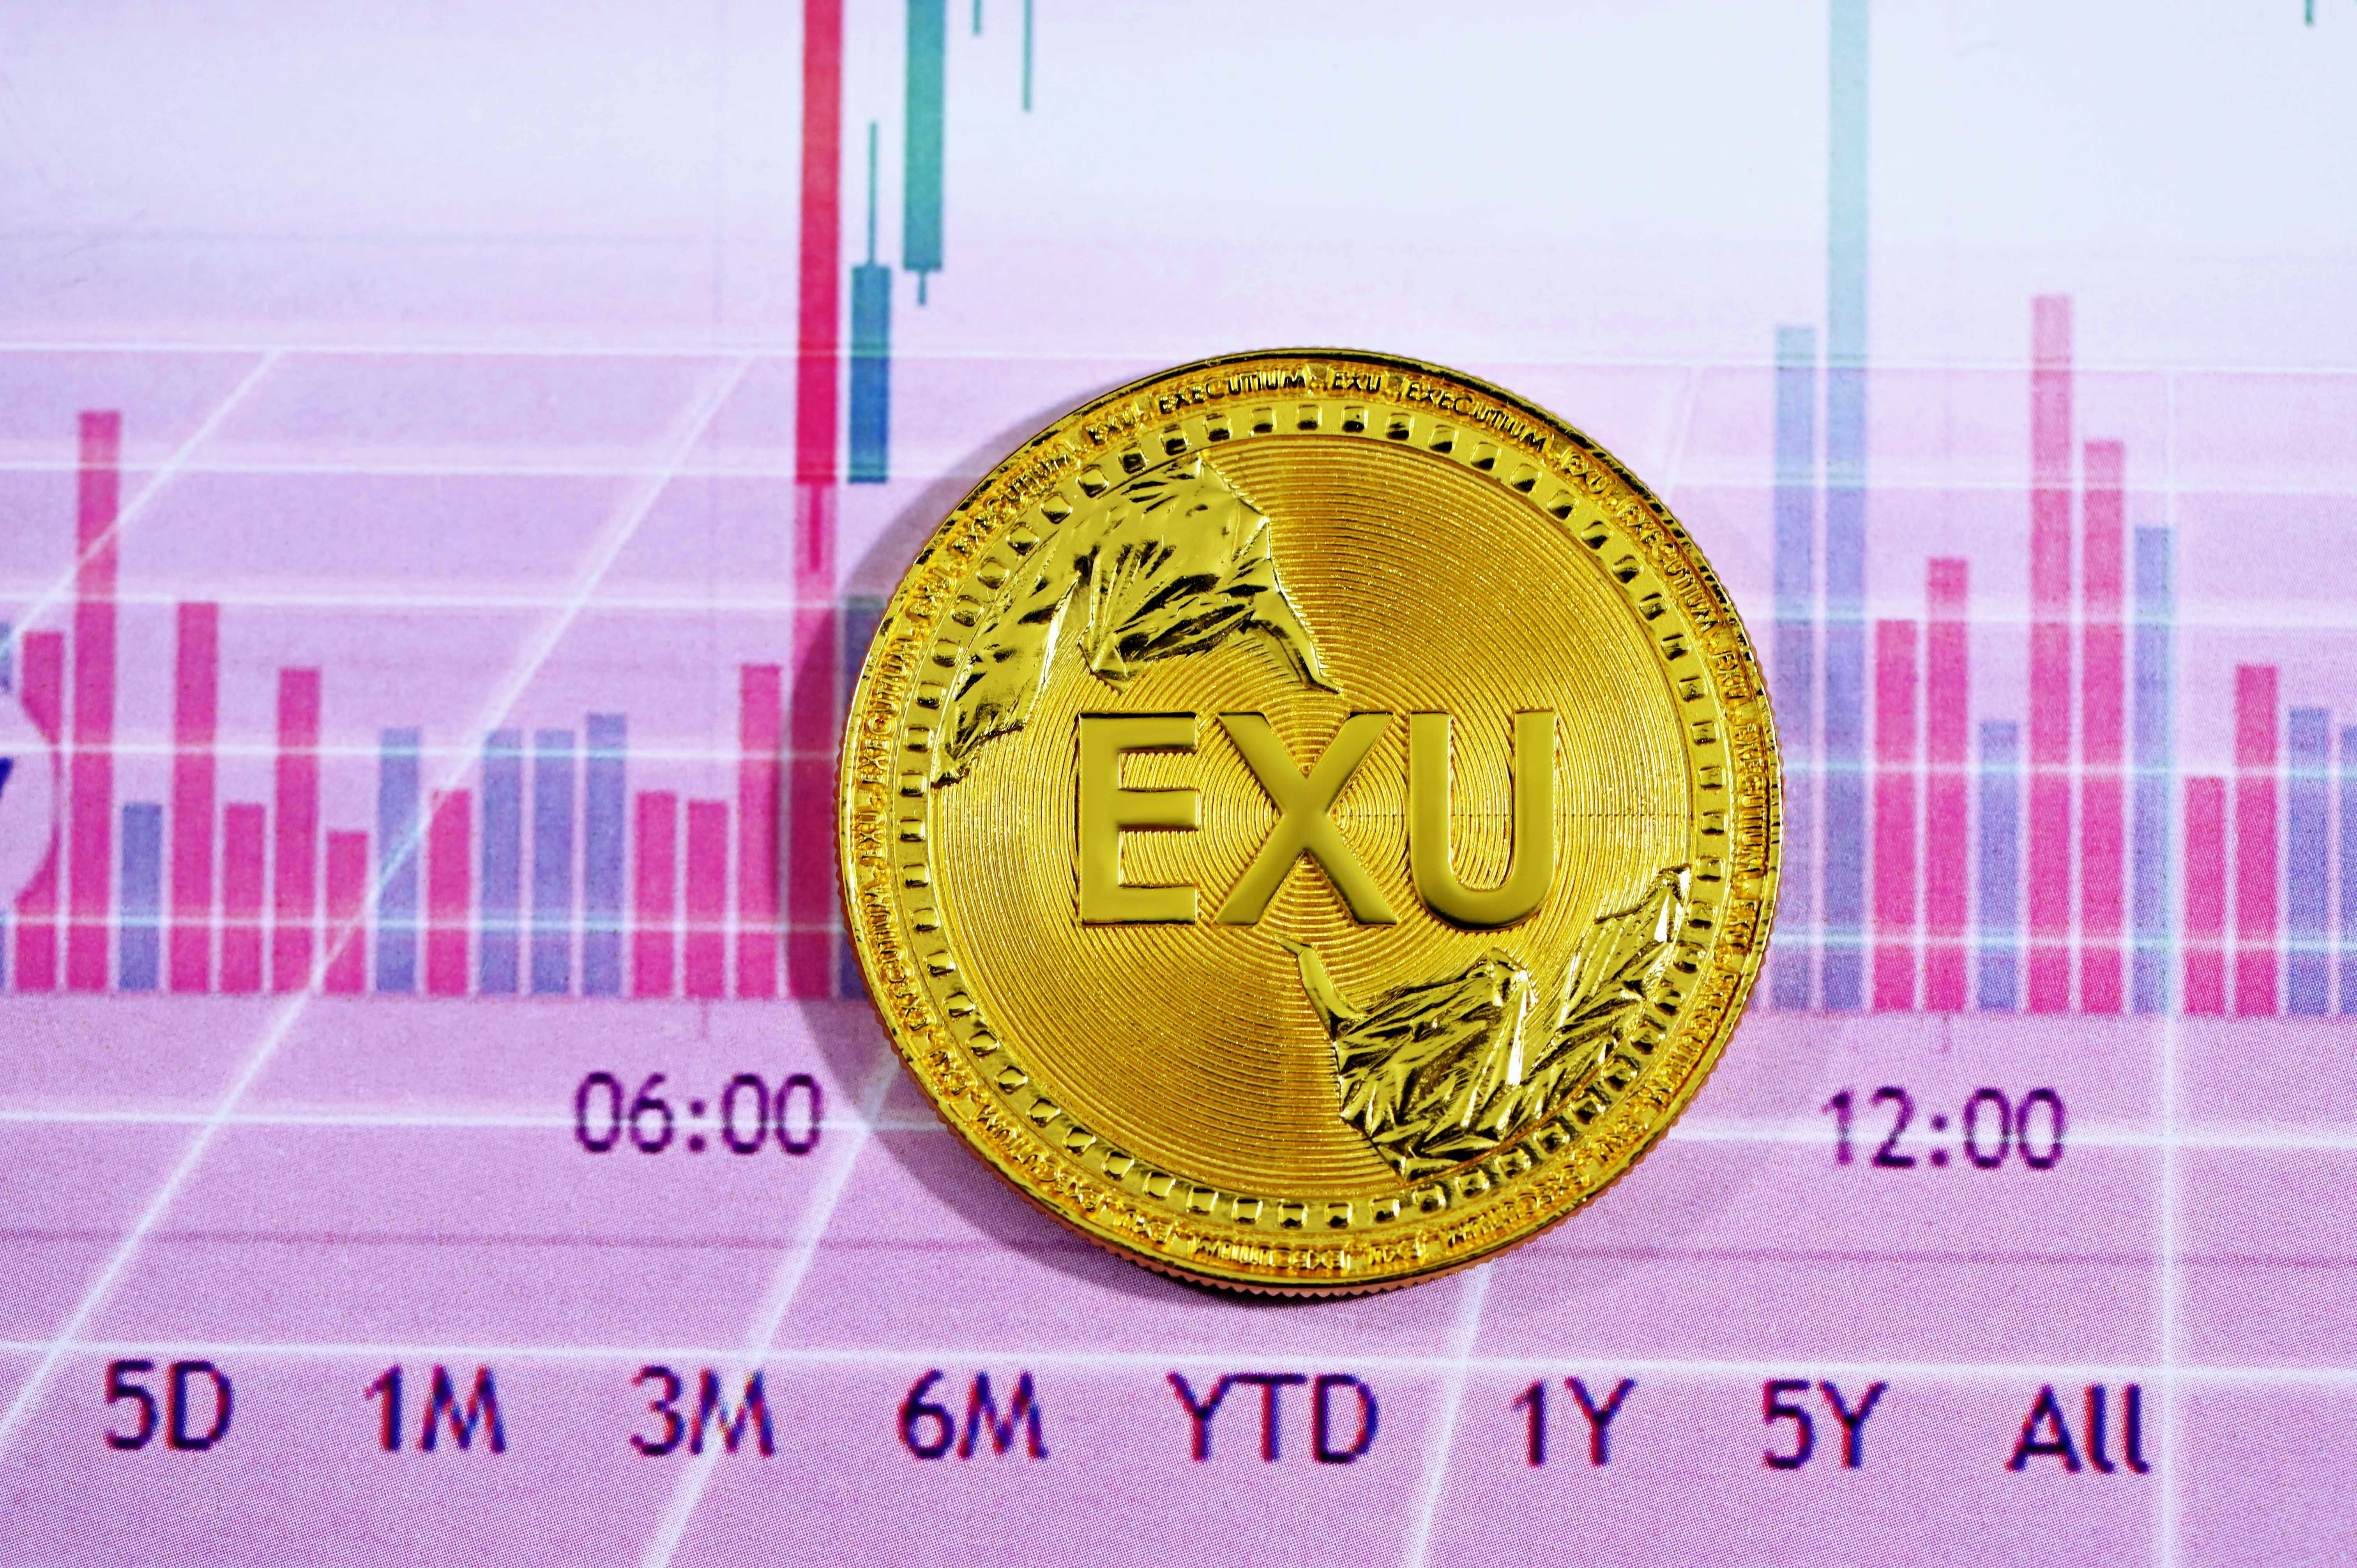 EXU . EXECUTIUM . EXU . EXECUTIUM . EXU . EXECUTIUM . EXU
EXU
06:00 12:00
5D 1M 3M 6M YTD 1Y 5Y All